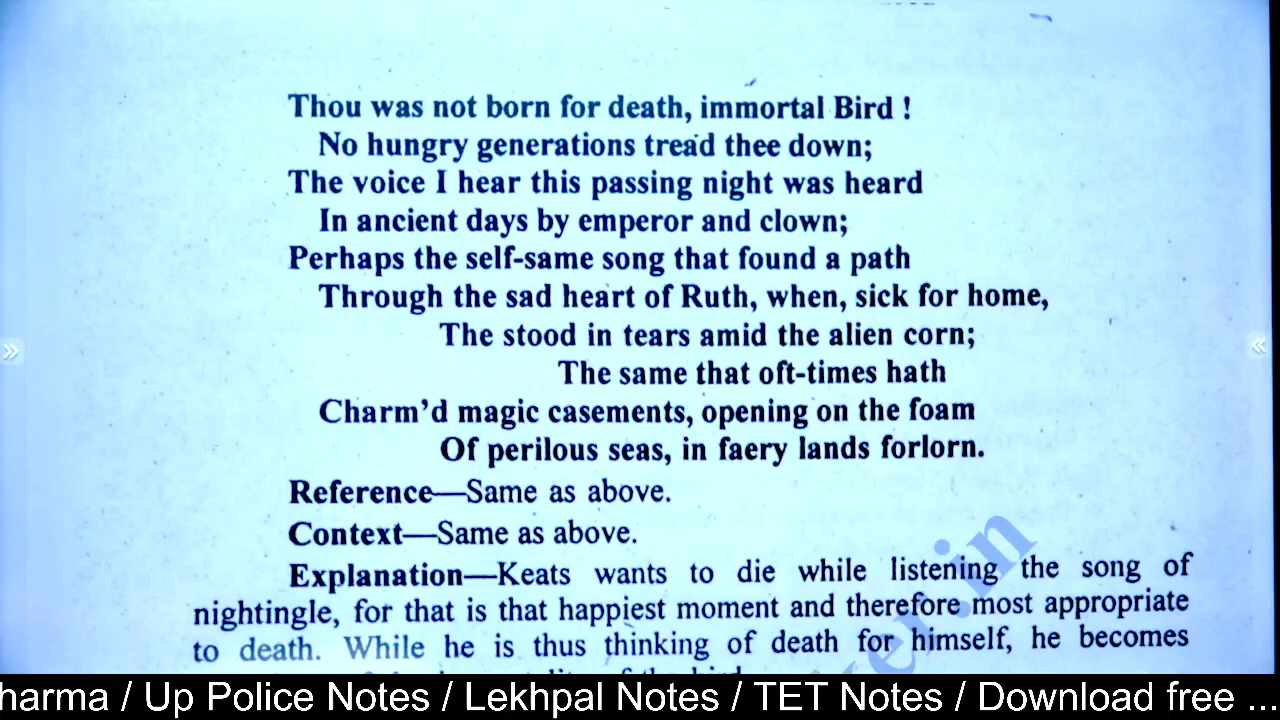 Thou was not born for death, immortal Bird !
No hungry generations tread thee down;
The voice I hear this passing night was heard
In ancient days by emperor and clown;
Perhaps the self-same song that found a path
Through the sad heart of Ruth, when, sick for home,
The stood in tears amid the alien corn;
The same that oft-times hath
Charm'd magic casements, opening on the foam
Of perilous seas, in faery lands forlorn.
Reference—Same as above.
Context—Same as above.
Explanation—Keats wants to die while listening the song of
nightingle, for that is that happiest moment and therefore most appropriate
to death. While he is thus thinking of death for himself, he becomes
harma / Up Police Notes / Lekhpal Notes / TET Notes / Download free ...